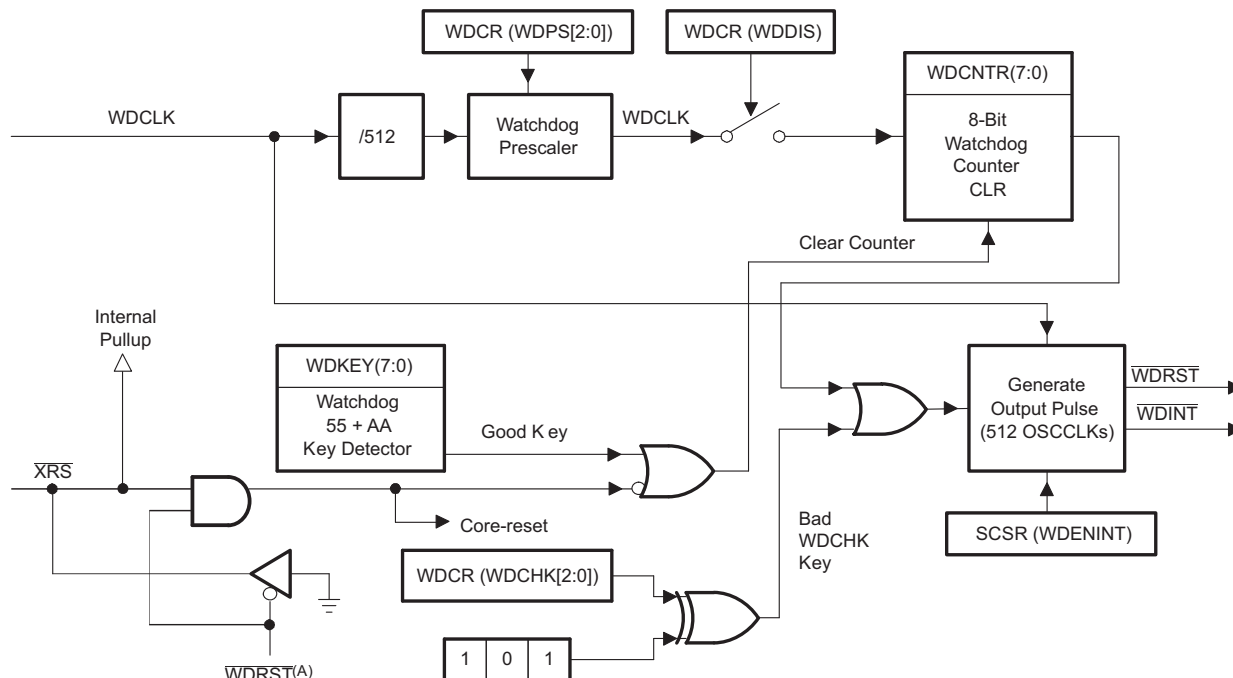 WDCR (WDPS[2:0])
WDCR (WDDIS)
WDCNTR(7:0)
WDCLK
/512
Watchdog
Prescaler
WDCLK
8-Bit
Watchdog
Counter
CLR
Clear Counter
Internal
Pullup
WDKEY(7:0)
Watchdog
55 + AA
Key Detector
Good Key
Generate
Output Pulse
(512 OSCCLKs)
WDRST
WDINT
XRS
Core-reset
Bad
WDCHK
Key
SCSR (WDENINT)
WDCR (WDCHK[2:0])
1 0 1
WDRST(A)